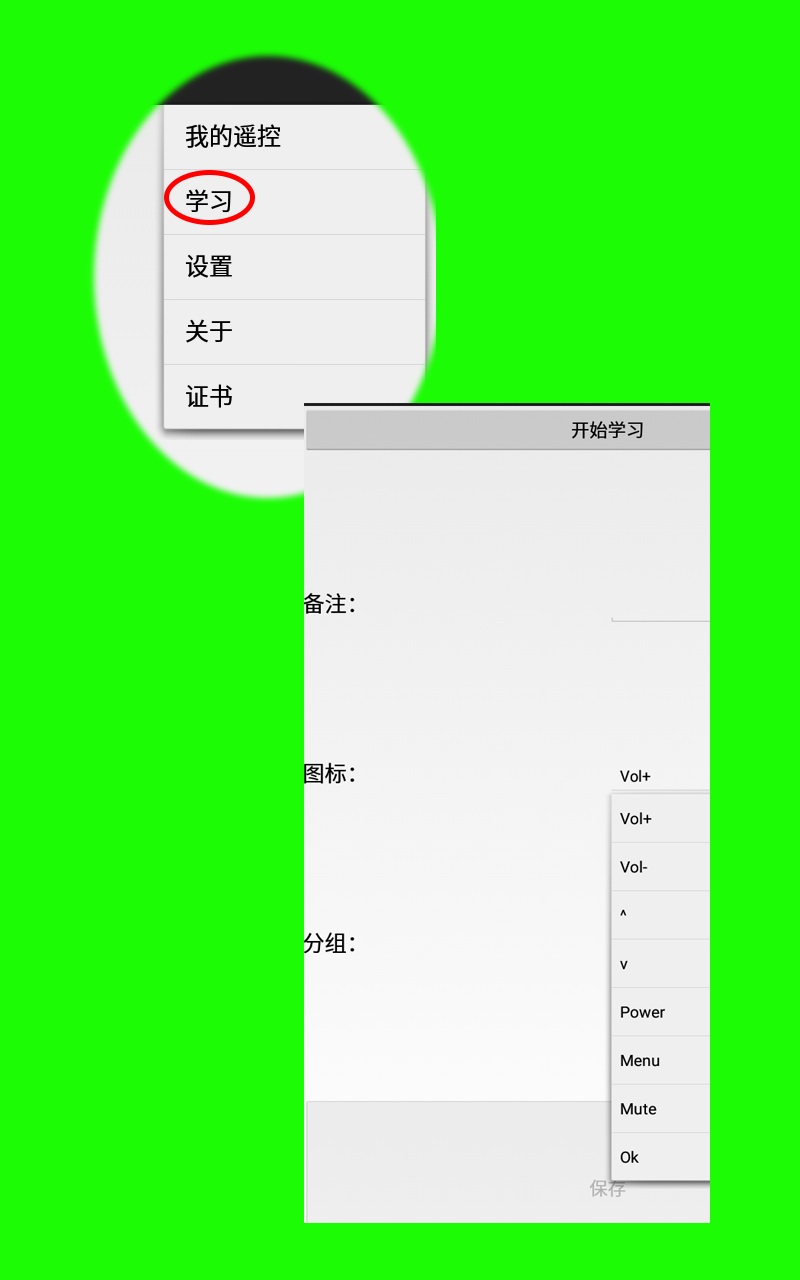 我的遥控
学习
设置
关于
证书
开始学习
备注：
图标：
Vol+
Vol+
Vol-
^
分组：
v
Power
Menu
Mute
Ok
保存